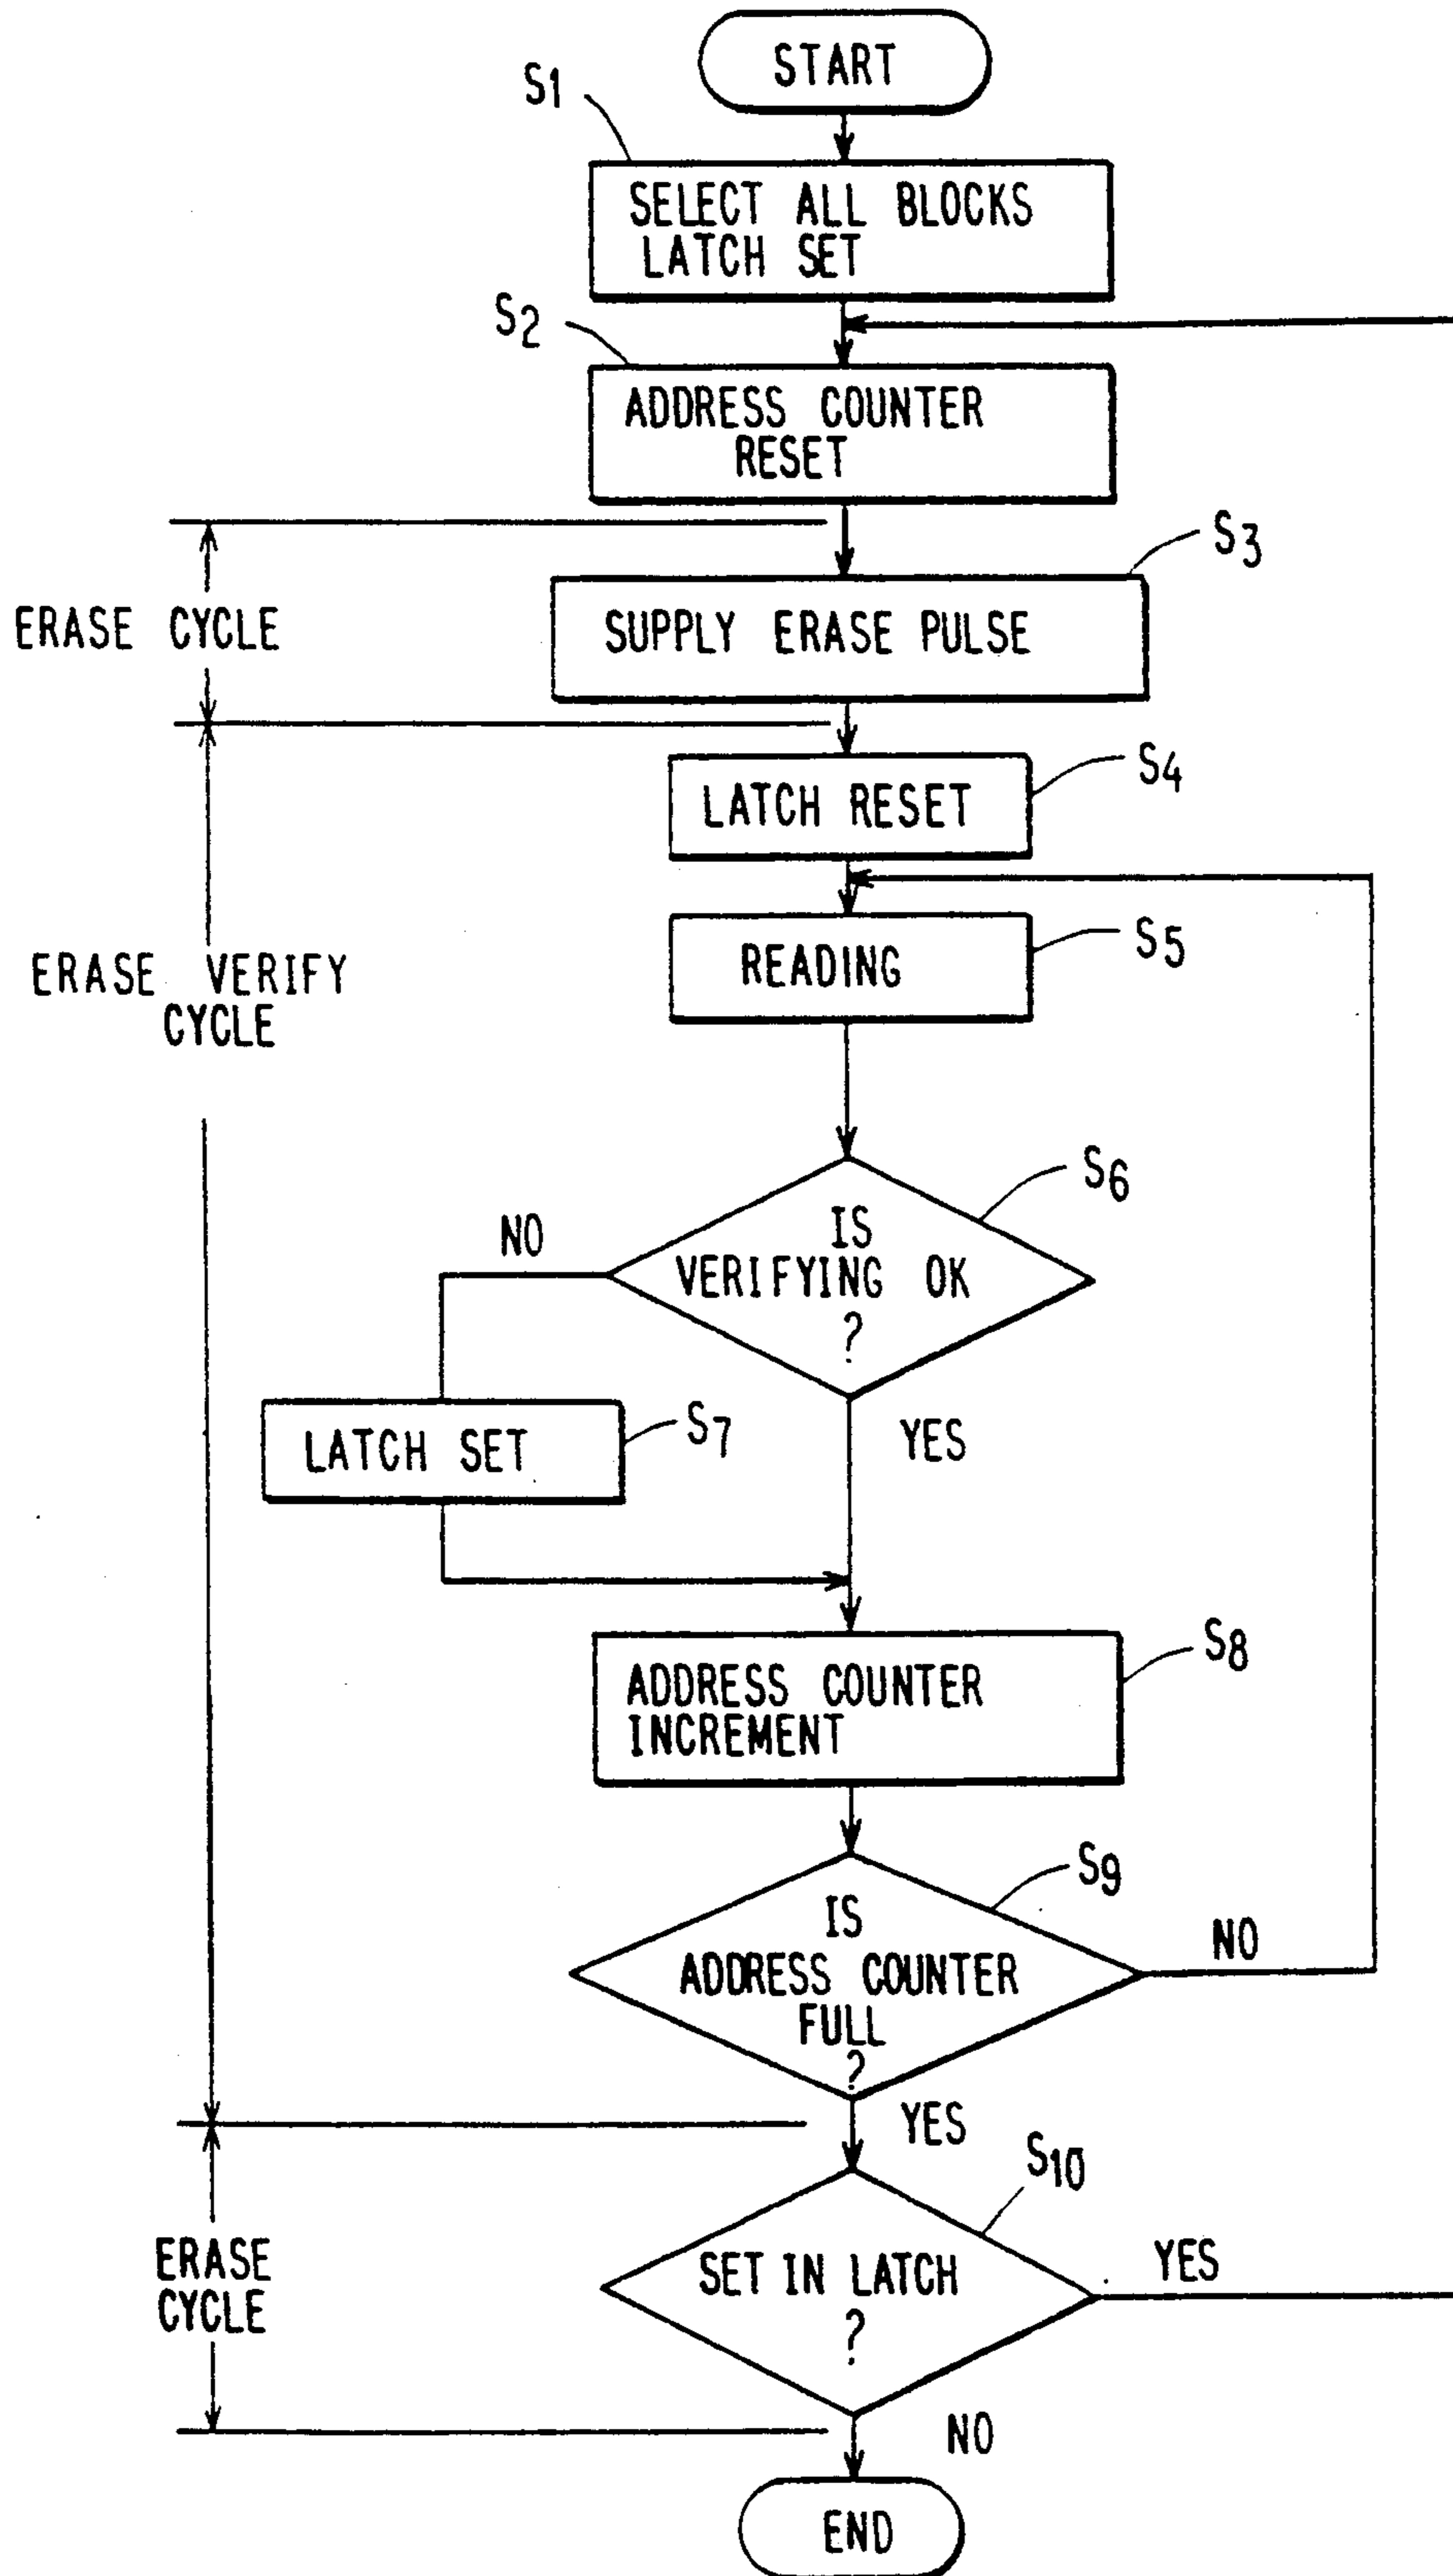 START
S1
SELECT ALL BLOCKS
LATCH SET
S2
ADDRESS COUNTER
RESET
S3
ERASE CYCLE
SUPPLY ERASE PULSE
S4
LATCH RESET
S5
READING
ERASE VERIFY
CYCLE
S6
IS
VERIFYING OK
?
NO
YES
S7
LATCH SET
S8
ADDRESS COUNTER
INCREMENT
S9
IS
ADDRESS COUNTER
FULL
?
NO
YES
S10
ERASE
CYCLE
SET IN LATCH
?
YES
NO
END